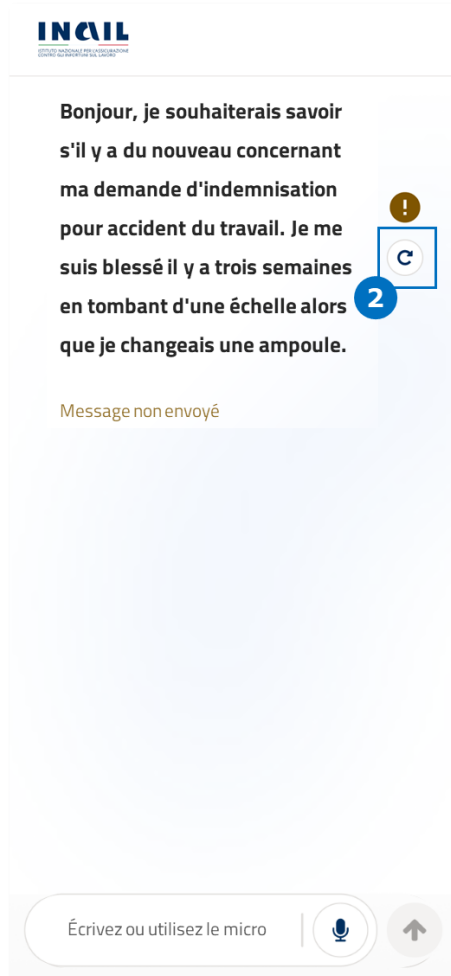 INAIL
ISTITUTO NAZIONALE PER L'ASSICURAZIONE
CONTRO GLI INFORTUNI SUL LAVORO
Bonjour, je souhaiterais savoir
s'il y a du nouveau concernant
ma demande d'indemnisation
pour accident du travail. Je me
suis blessé il y a trois semaines
en tombant d'une échelle alors
que je changeais une ampoule.
!
2
Message non envoyé
Écrivez ou utilisez le micro